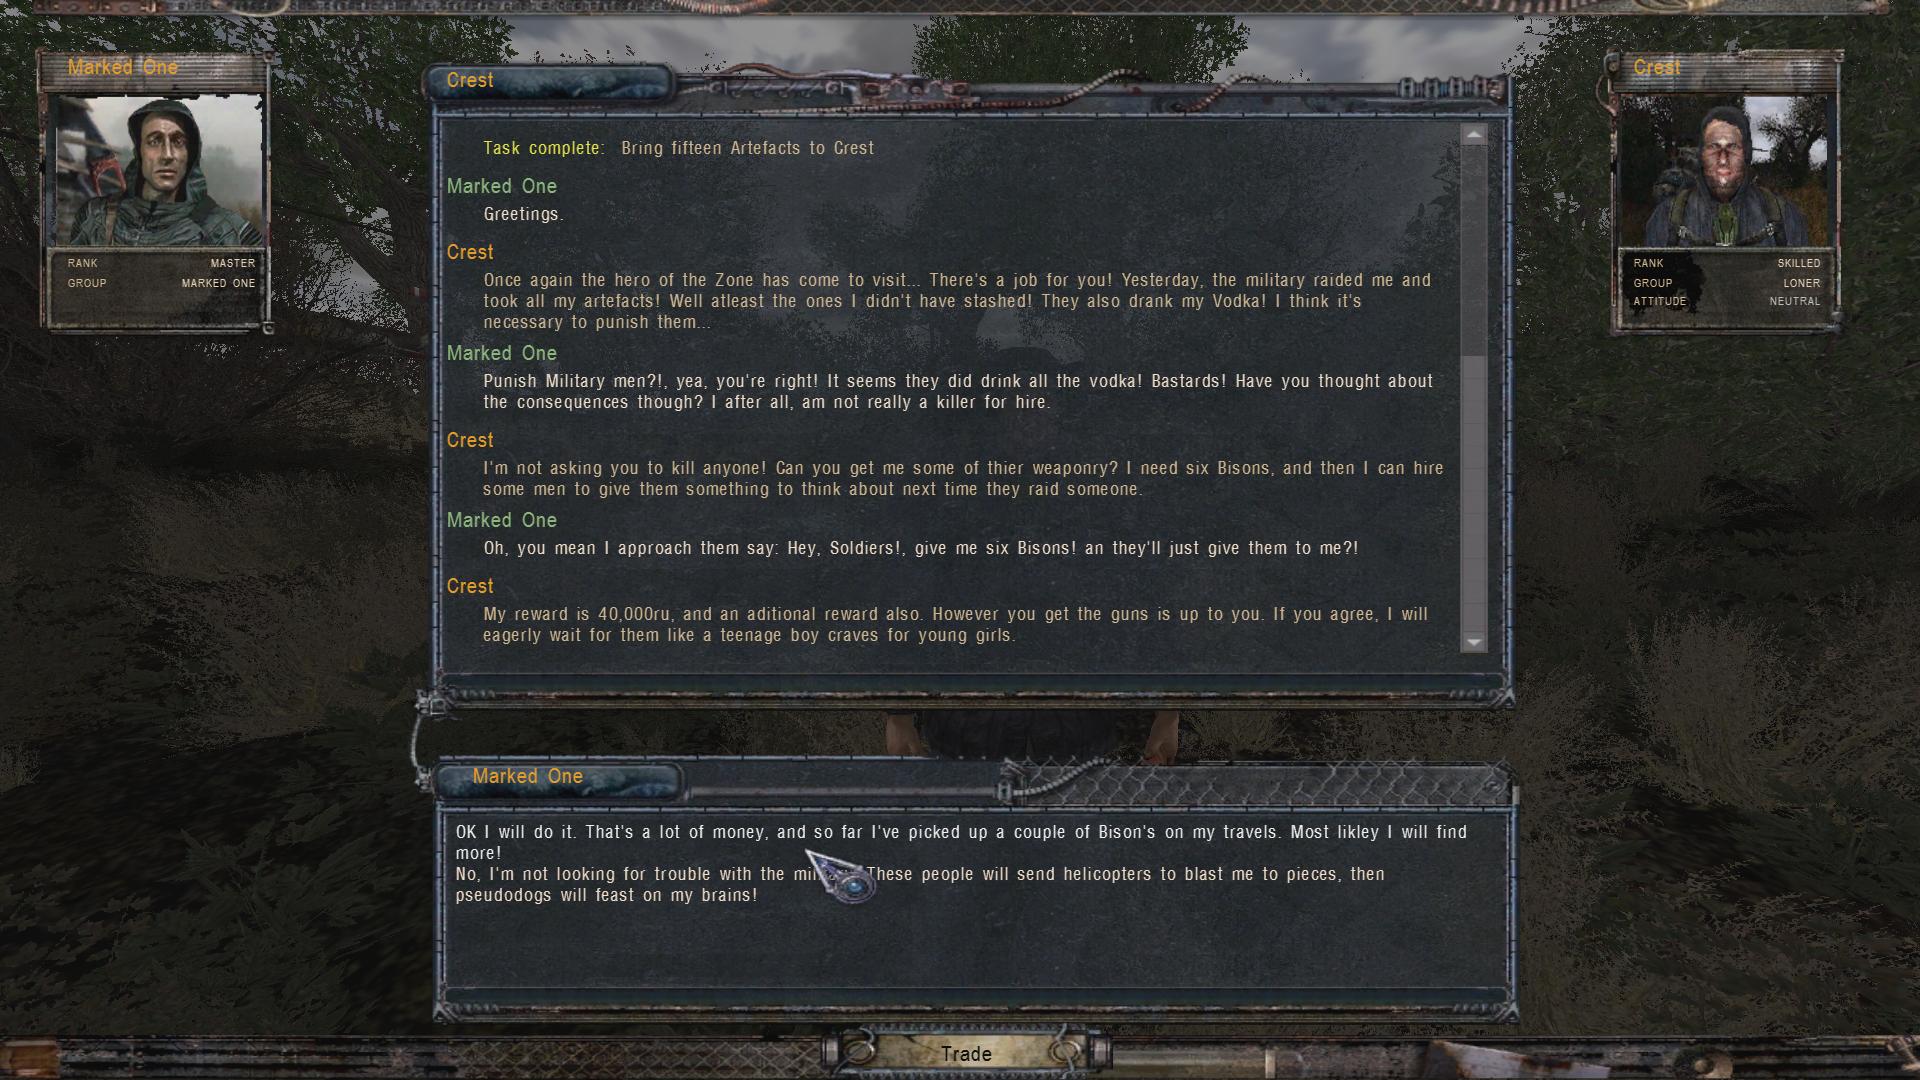 Marked One
RANK MASTER
GROUP MARKED ONE
Crest
Task complete: Bring fifteen Artefacts to Crest
Marked One
Greetings.
Crest
Once again the hero of the Zone has come to visit... There's a job for you! Yesterday, the military raided me and
took all my artefacts! Well atleast the ones I didn't have stashed! They also drank my Vodka! I think it's
necessary to punish them...
Marked One
Punish Military men?!, yea, you're right! It seems they did drink all the vodka! Bastards! Have you thought about
the consequences though? I after all, am not really a killer for hire.
Crest
I'm not asking you to kill anyone! Can you get me some of thier weaponry? I need six Bisons, and then I can hire
some men to give them something to think about next time they raid someone.
Marked One
Oh, you mean I approach them say: Hey, Soldiers!, give me six Bisons! an they'll just give them to me?!
Crest
My reward is 40,000ru, and an aditional reward also. However you get the guns is up to you. If you agree, I will
eagerly wait for them like a teenage boy craves for young girls.
Crest
RANK SKILLED
GROUP LONER
ATTITUDE NEUTRAL
Marked One
OK I will do it. That's a lot of money, and so far I've picked up a couple of Bison's on my travels. Most likley I will find
more!
No, I'm not looking for trouble with the These people will send helicopters to blast me to pieces, then
pseudodogs will feast on my brains!
Trade